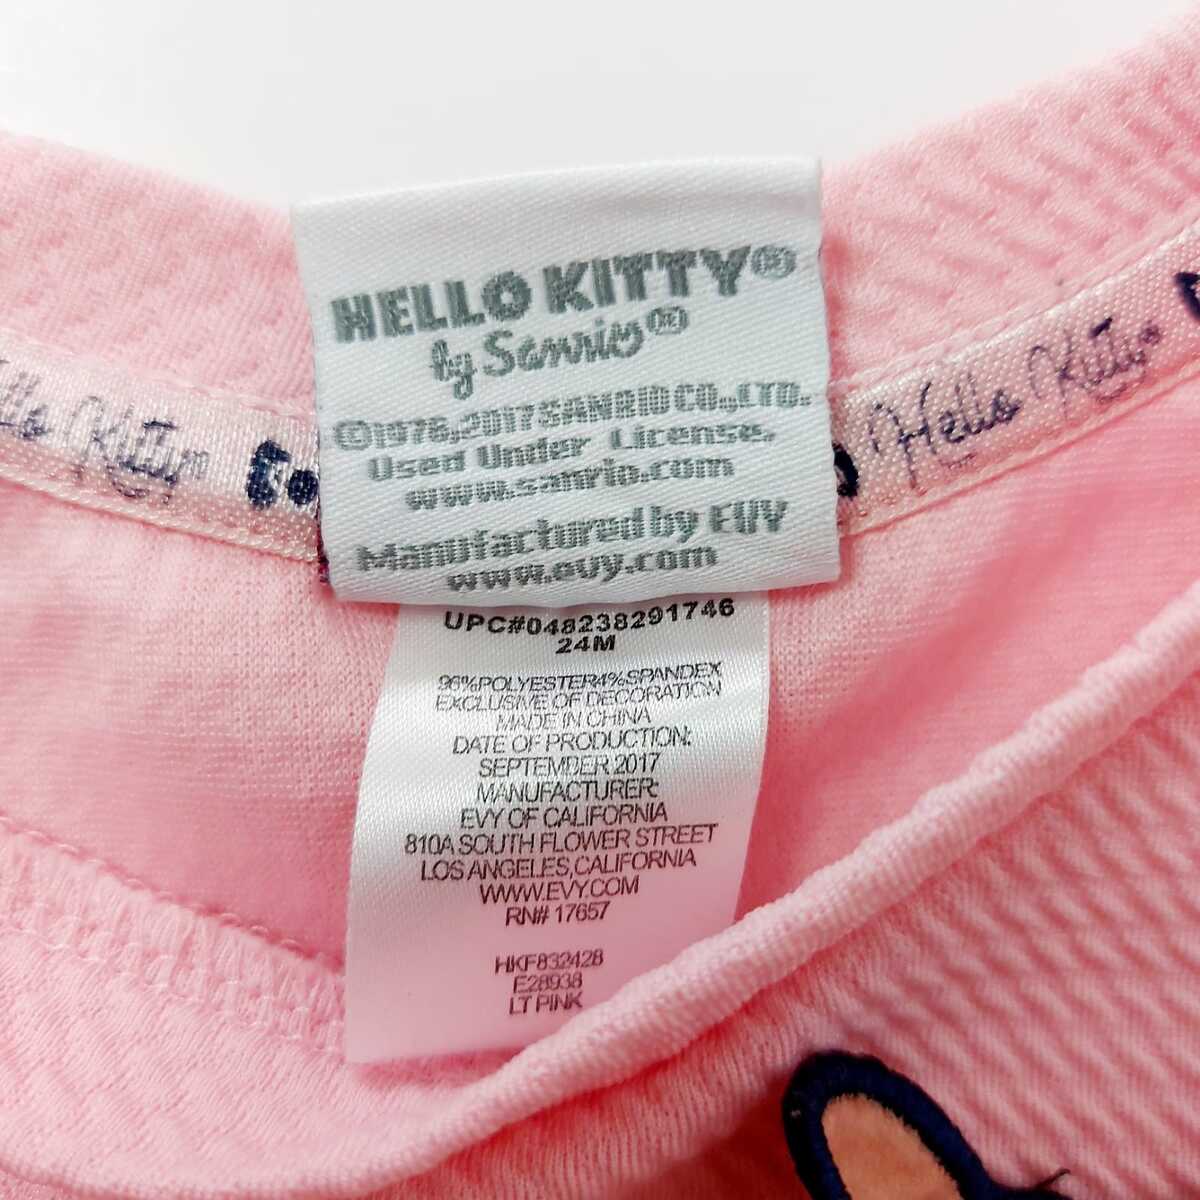 HELLO KITTY®
by Sanrio®
©1976,2017 SANRIO CO.,LTD.
Used Under License.
www.sanrio.com
Manufactured by EVY
www.evy.com
UPC#048238291746
24M
96%POLYESTER4%SPANDEX
EXCLUSIVE OF DECORATION
MADE IN CHINA
DATE OF PRODUCTION:
SEPTEMBER 2017
MANUFACTURER:
EVY OF CALIFORNIA
810A SOUTH FLOWER STREET
LOS ANGELES,CALIFORNIA
WWW.EVY.COM
RN# 17657
HKF832428
E28938
LT PINK
Kitty®
Hello Kitty®